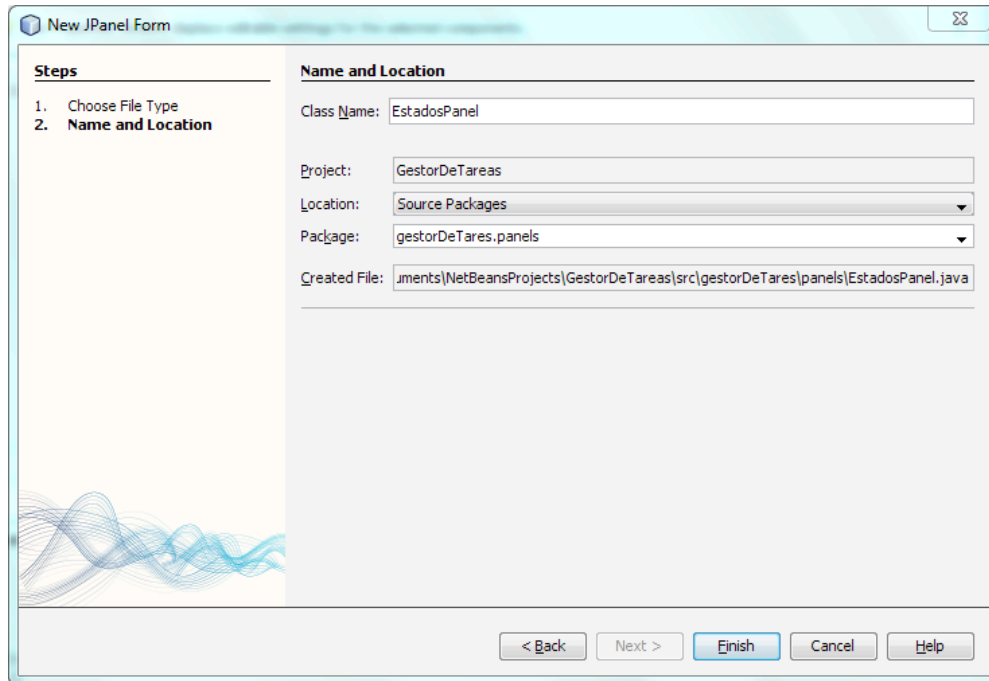 New JPanel Form
Steps
1. Choose File Type
2. Name and Location
Name and Location
Class Name: EstadosPanel
Project: GestorDeTareas
Location: Source Packages
Package: gestorDeTares.panels
Created File: uments\NetBeansProjects\GestorDeTareas\src\gestorDeTares\panels\EstadosPanel.java
< Back Next > Finish Cancel Help